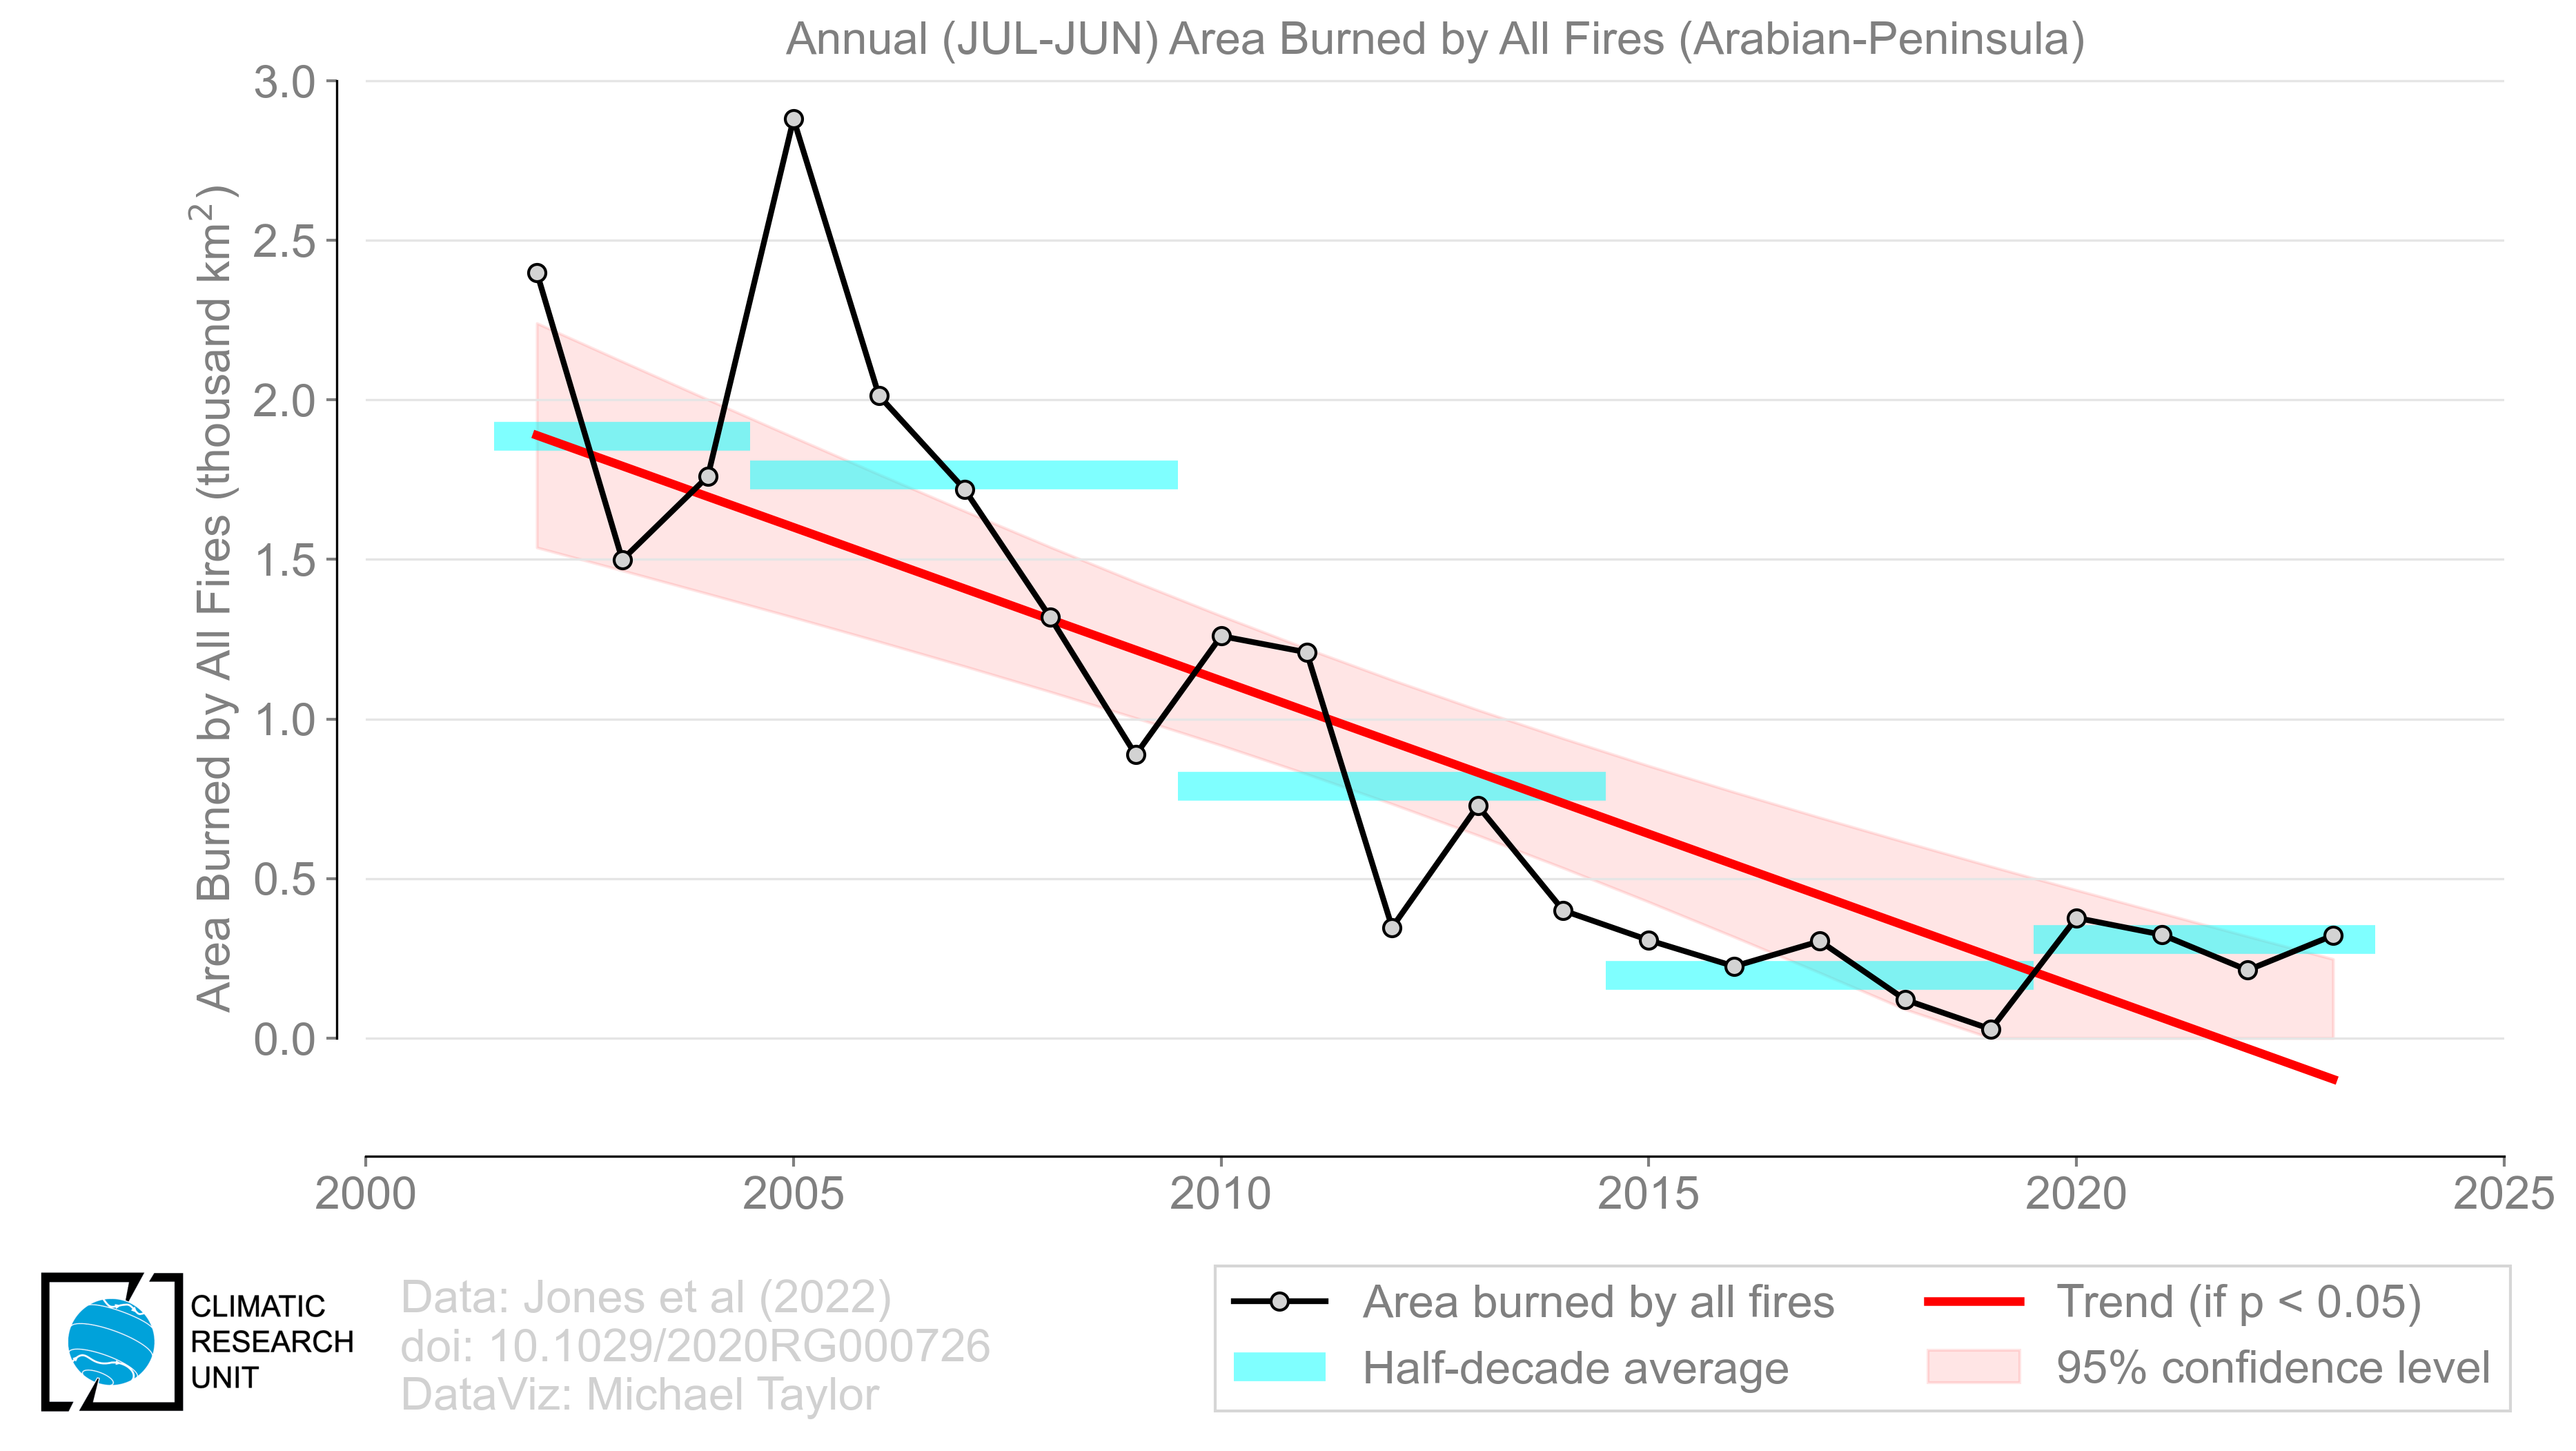 Annual (JUL-JUN) Area Burned by All Fires (Arabian-Peninsula)
Area Burned by All Fires (thousand km²)
3.0
2.5
2.0
1.5
1.0
0.5
0.0
2000 2005 2010 2015 2020 2025
CLIMATIC
RESEARCH
UNIT
Data: Jones et al (2022)
doi: 10.1029/2020RG000726
DataViz: Michael Taylor
Area burned by all fires
Half-decade average
Trend (if p < 0.05)
95% confidence level